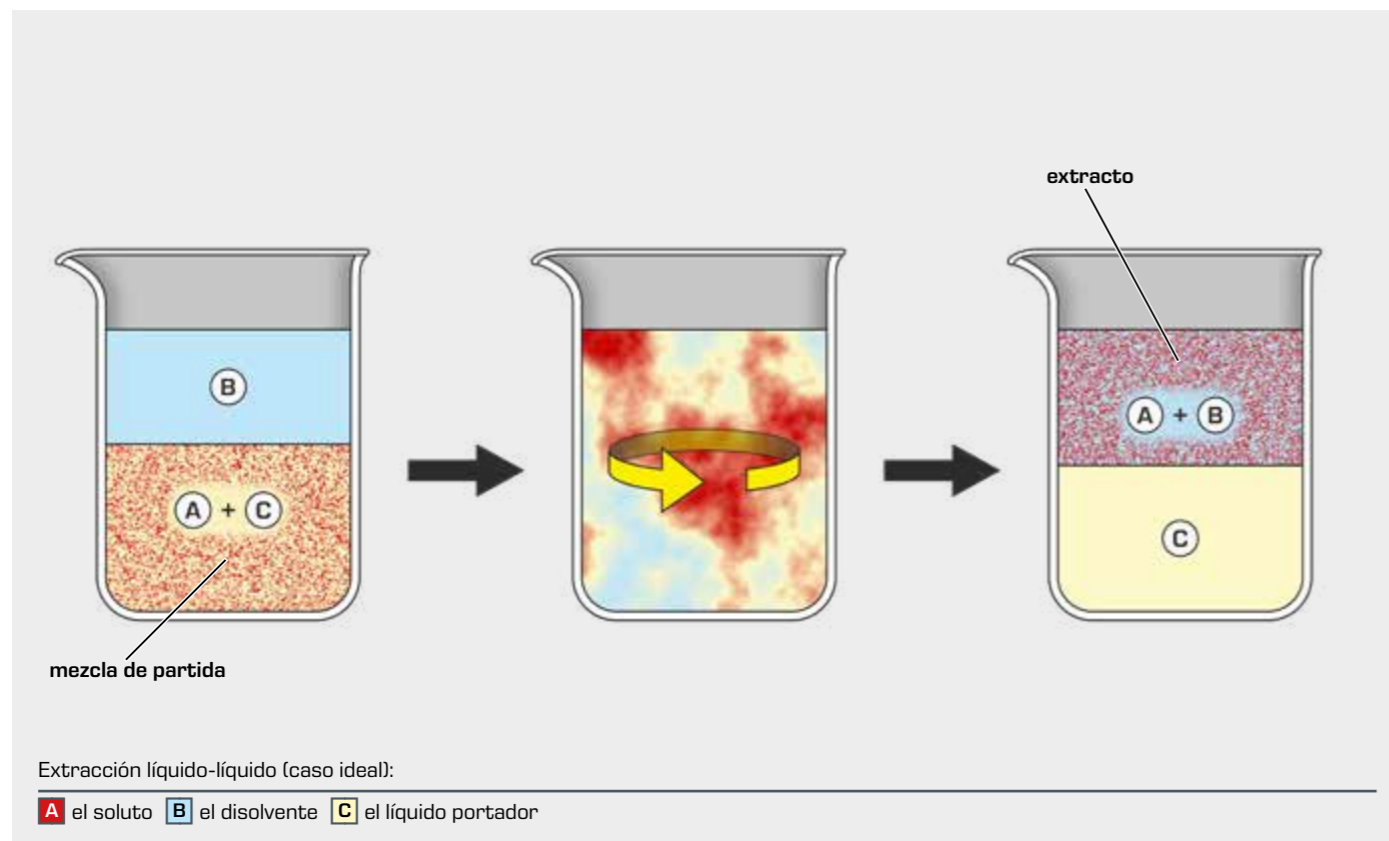 extracto
B
A + C
A + B
C
mezcla de partida
Extracción líquido-líquido (caso ideal):
A el soluto B el disolvente C el líquido portador